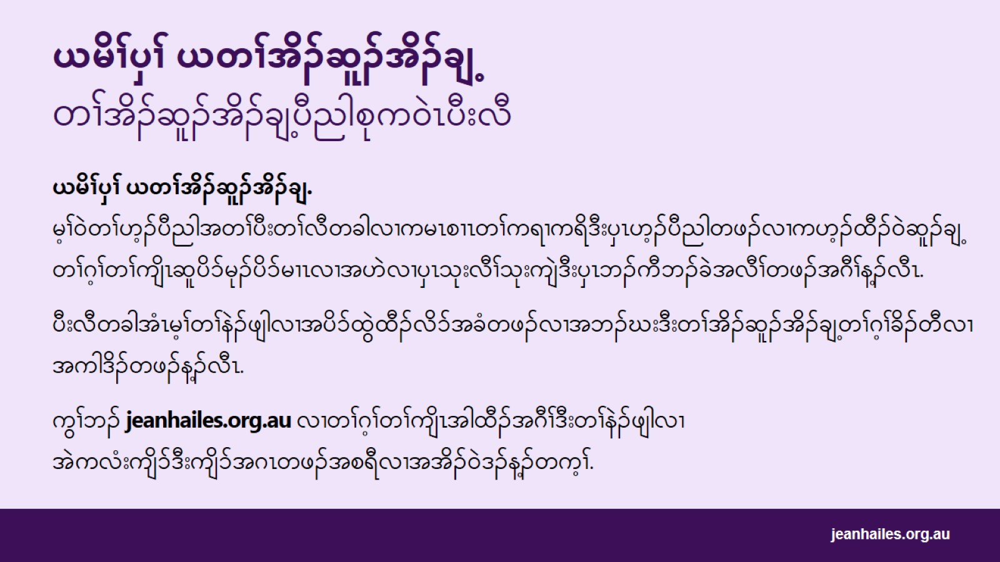 ယမိၢ်ပှၢ် ယတၢ်အိၣ်ဆူၣ်အိၣ်ချ့
တၢ်အိၣ်ဆူၣ်အိၣ်ချ့ပီညါစုကဝဲၤပီးလီ
ယမိၢ်ပှၢ် ယတၢ်အိၣ်ဆူၣ်အိၣ်ချ.
မ့ၢ်ဝဲတၢ်ဟ့ၣ်ပီညါအတၢ်ပီးတၢ်လီတခါလၢကမၤစၢၤတၢ်ကရၢကရိဒီးပှၤဟ့ၣ်ပီညါတဖၣ်လၢကဟ့ၣ်ထီၣ်ဝဲဆူၣ်ချ့
တၢ်ဂ့ၢ်တၢ်ကျိၤဆူပိာ်မုၣ်ပိာ်မၢၤလၢအဟဲလၢပှၤသုးလီၢ်သုးကျဲဒီးပှၤဘၣ်ကီဘၣ်ခဲအလီၢ်တဖၣ်အဂီၢ်န့ၣ်လီၤ.
ပီးလီတခါအံၤမ့ၢ်တၢ်နဲၣ်ဖျါလၢအပိာ်ထွဲထီၣ်လိာ်အခံတဖၣ်လၢအဘၣ်ဃးဒီးတၢ်အိၣ်ဆူၣ်အိၣ်ချ့တၢ်ဂ့ၢ်ခိၣ်တီလၢ
အကါဒိၣ်တဖၣ်န့ၣ်လီၤ.
ကွၢ်ဘၣ် jeanhailes.org.au လၢတၢ်ဂ့ၢ်တၢ်ကျိၤအါထီၣ်အဂီၢ်ဒီးတၢ်နဲၣ်ဖျါလၢ
အဲကလံးကျိာ်ဒီးကျိာ်အဂၤတဖၣ်အစရီလၢအအိၣ်ဝဲဒၣ်န့ၣ်တက့ၢ်.
jeanhailes.org.au